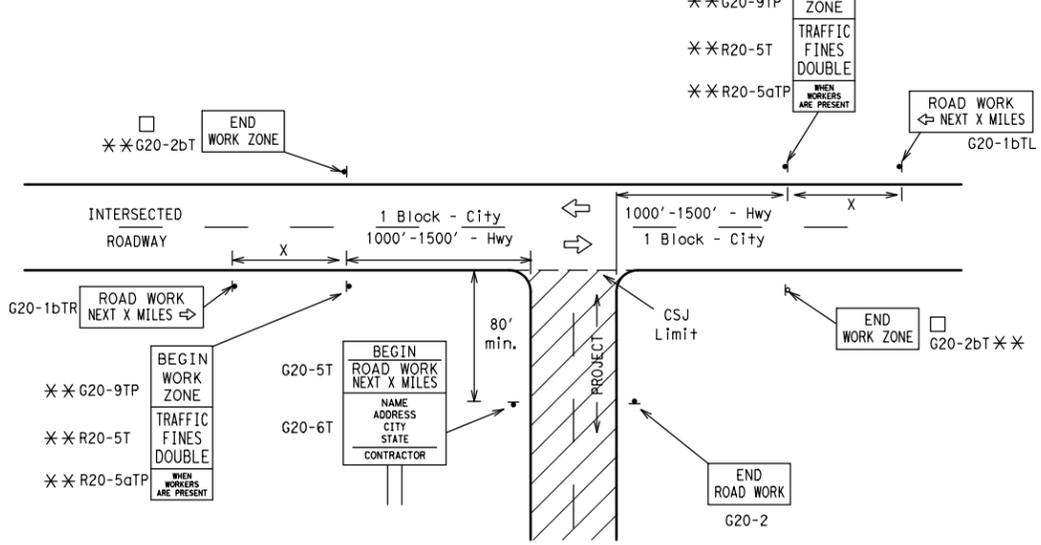 **G20-9TP
ZONE
TRAFFIC
FINES
DOUBLE
**R20-5T
WHEN
WORKERS
ARE PRESENT
**R20-5aTP
ROAD WORK
⇦ NEXT X MILES
G20-1bTL
END
WORK ZONE
□
**G20-2bT
INTERSECTED
ROADWAY
1 Block - City
1000'-1500' - Hwy
X
1000'-1500' - Hwy
1 Block - City
X
G20-1bTR
ROAD WORK
NEXT X MILES ⇨
80'
min.
CSJ
Limit
PROJECT
END
WORK ZONE
□
G20-2bT **
BEGIN
WORK
ZONE
**G20-9TP
TRAFFIC
FINES
DOUBLE
**R20-5T
WHEN
WORKERS
ARE PRESENT
**R20-5aTP
G20-5T
BEGIN
ROAD WORK
NEXT X MILES
G20-6T
NAME
ADDRESS
CITY
STATE
CONTRACTOR
END
ROAD WORK
G20-2